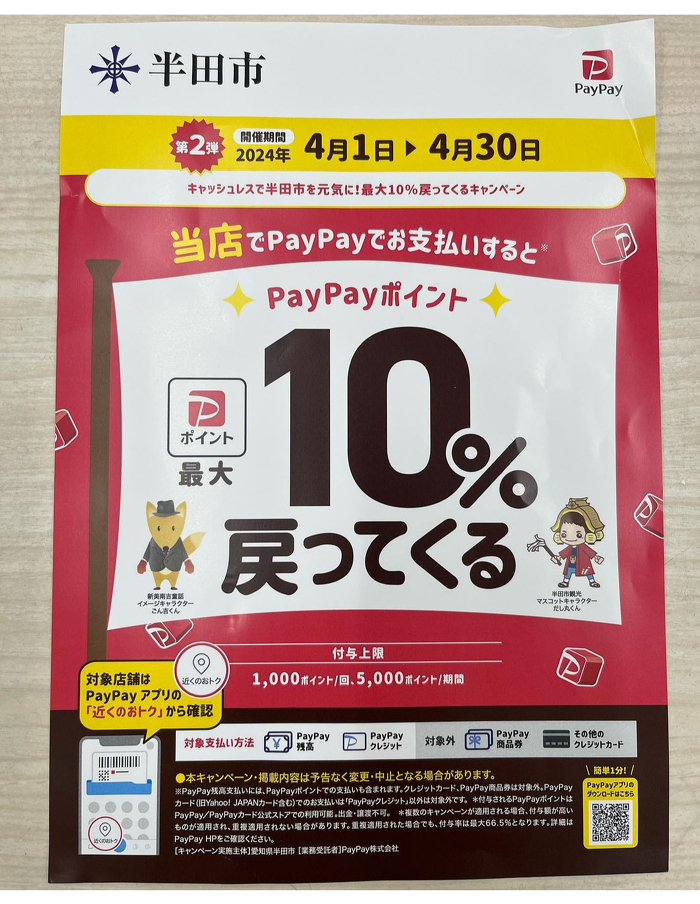 半田市
PayPay
第2弾
開催期間
2024年 4月1日 ▶ 4月30日
キャッシュレスで半田市を元気に!最大10%戻ってくるキャンペーン
当店でPayPayでお支払いすると※
PayPayポイント
ポイント
最大
10%
戻ってくる
新美南吉童話
イメージキャラクター
ごん吉くん
半田市観光
マスコットキャラクター
だし丸くん
付与上限
1,000ポイント/回、5,000ポイント/期間
対象店舗は
PayPay アプリの
「近くのおトク」から確認
近くのおトク
対象支払い方法
PayPay
残高
PayPay
クレジット
対象外
PayPay
商品券
その他の
クレジットカード
●本キャンペーン・掲載内容は予告なく変更・中止となる場合があります。
※PayPay残高支払いには、PayPayポイントでの支払いも含まれます。クレジットカード、PayPay商品券は対象外。PayPay
カード(旧Yahoo! JAPANカード含む)でのお支払いは「PayPayクレジット」以外は対象外です。 ※付与されるPayPayポイントは
PayPay/PayPayカード公式ストアでの利用可能。出金・譲渡不可。 ※複数のキャンペーンが適用される場合、付与額が高い
ものが適用され、重複適用されない場合があります。重複適用された場合でも、付与率は最大66.5%となります。詳細は
PayPay HPをご確認ください。
[キャンペーン実施主体]愛知県半田市 [業務受託者]PayPay株式会社
簡単1分!
PayPayアプリの
ダウンロードはこちら
近くのおトク